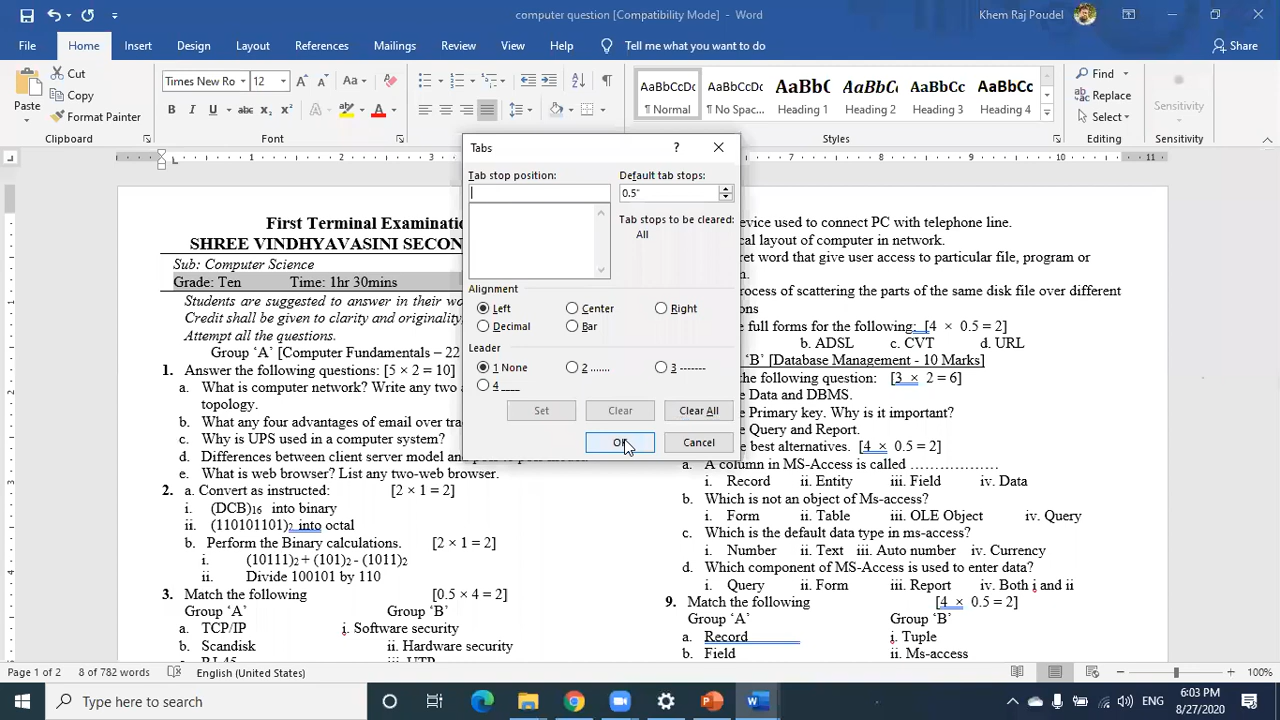 computer question [Compatibility Mode] - Word
Khem Raj Poudel
File Home Insert Design Layout References Mailings Review View Help Tell me what you want to do Share
Paste
Cut
Copy
Format Painter
Clipboard
Times New Ro 12
Font
AaBbCcDc
¶ Normal
AaBbCcDc
¶ No Spac...
AaBbC
Heading 1
AaBbCc
Heading 2
AaBbC
Heading 3
AaBbCc
Heading 4
Styles
Find
Replace
Select
Editing
Sensitivity
Sensitivity
Tabs
Tab stop position:
Default tab stops:
0.5"
Tab stops to be cleared:
All
Alignment
Left Center Right
Decimal Bar
Leader
1 None 2 ....... 3 -------
4 ____
Set Clear Clear All
OK Cancel
First Terminal Examinatio
SHREE VINDHYAVASINI SECON
Sub: Computer Science
Grade: Ten Time: 1hr 30mins
Students are suggested to answer in their wo
Credit shall be given to clarity and originality
Attempt all the questions.
Group ‘A’ [Computer Fundamentals – 22
1. Answer the following questions: [5 × 2 = 10]
a. What is computer network? Write any two a
topology.
b. What any four advantages of email over trac
c. Why is UPS used in a computer system?
d. Differences between client server model and
e. What is web browser? List any two-web browser.
2. a. Convert as instructed: [2 × 1 = 2]
i. (DCB)16 into binary
ii. (110101101)2 into octal
b. Perform the Binary calculations. [2 × 1 = 2]
i. (10111)2 + (101)2 - (1011)2
ii. Divide 100101 by 110
3. Match the following [0.5 × 4 = 2]
Group ‘A’ Group ‘B’
a. TCP/IP i. Software security
b. Scandisk ii. Hardware security
c. RJ-45 iii. UTP
evice used to connect PC with telephone line.
cal layout of computer in network.
ret word that give user access to particular file, program or
n.
process of scattering the parts of the same disk file over different
e full forms for the following: [4 × 0.5 = 2]
b. ADSL c. CVT d. URL
‘B’ [Database Management - 10 Marks]
the following question: [3 × 2 = 6]
e Data and DBMS.
e Primary key. Why is it important?
e Query and Report.
he best alternatives. [4 × 0.5 = 2]
a. A column in MS-Access is called ………………
i. Record ii. Entity iii. Field iv. Data
b. Which is not an object of Ms-access?
i. Form ii. Table iii. OLE Object iv. Query
c. Which is the default data type in ms-access?
i. Number ii. Text iii. Auto number iv. Currency
d. Which component of MS-Access is used to enter data?
i. Query ii. Form iii. Report iv. Both i and ii
9. Match the following [4 × 0.5 = 2]
Group ‘A’ Group ‘B’
a. Record i. Tuple
b. Field ii. Ms-access
Page 1 of 2 8 of 782 words English (United States) 100%
Type here to search
ENG
6:03 PM
8/27/2020